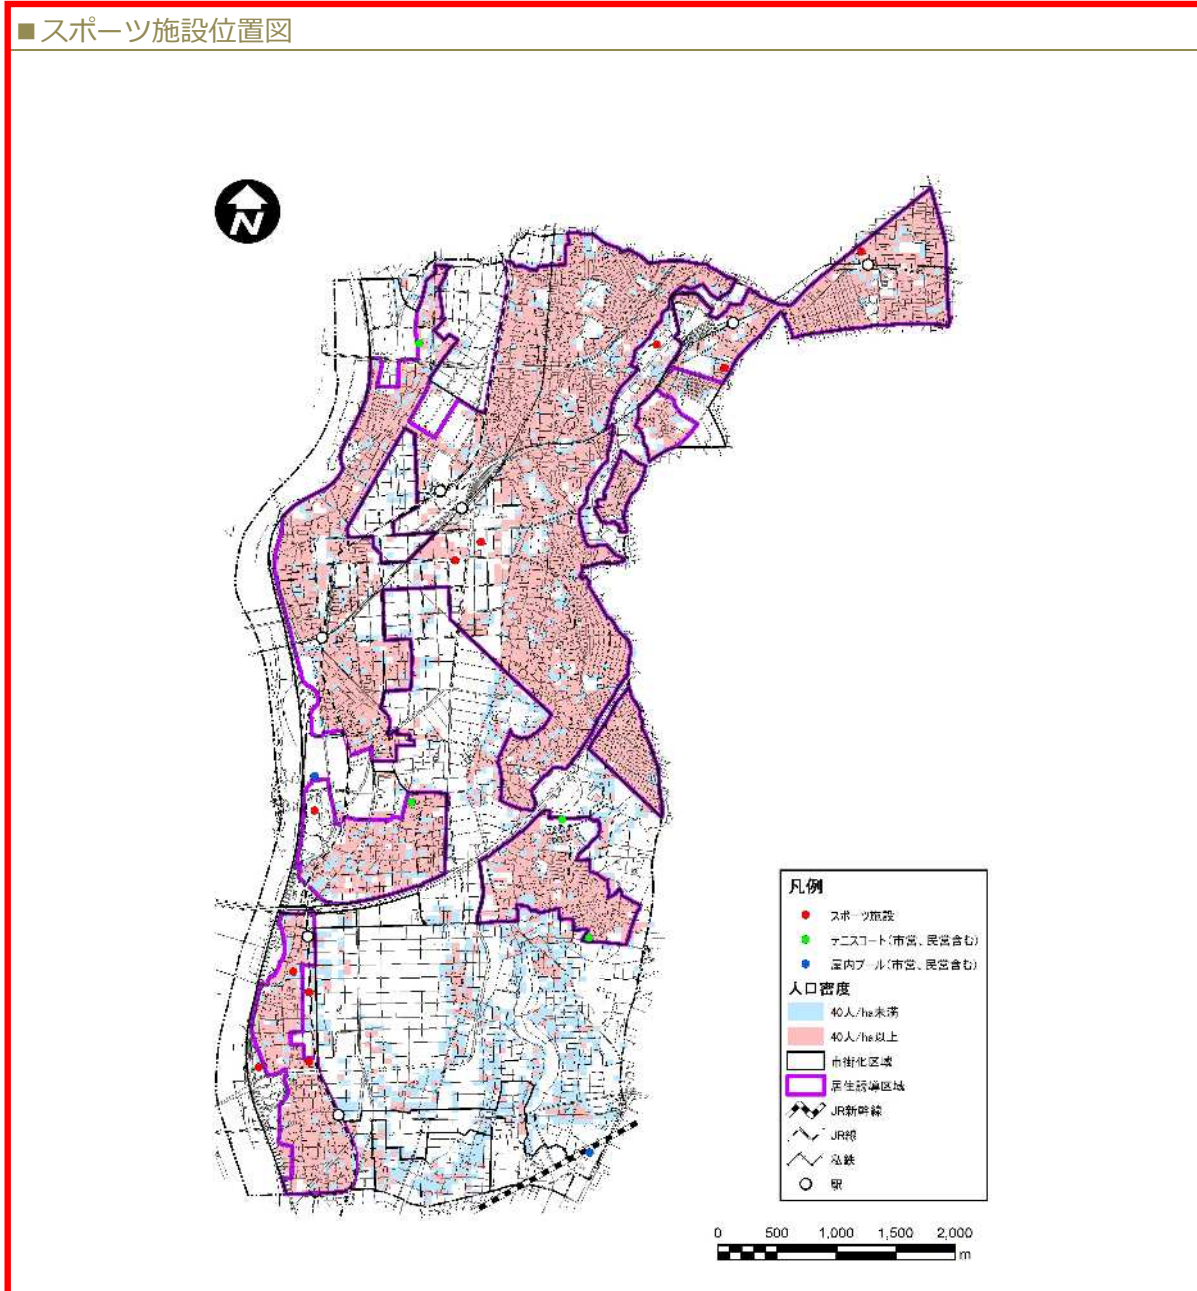 ■スポーツ施設位置図
N
凡例
スポーツ施設
テニスコート(市営、民営含む)
屋内プール(市営、民営含む)
人口密度
40人/ha未満
40人/ha以上
市街化区域
居住誘導区域
JR新幹線
JR線
私鉄
駅
0 500 1,000 1,500 2,000
m